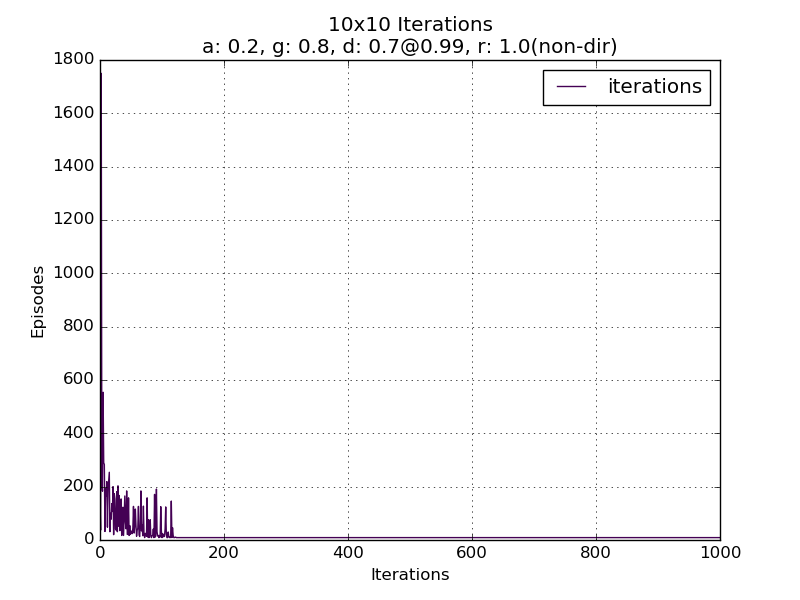 10x10 Iterations
a: 0.2, g: 0.8, d: 0.7@0.99, r: 1.0(non-dir)
1800
1600
1400
1200
1000
800
600
400
200
0
Episodes
iterations
0 200 400 600 800 1000
Iterations